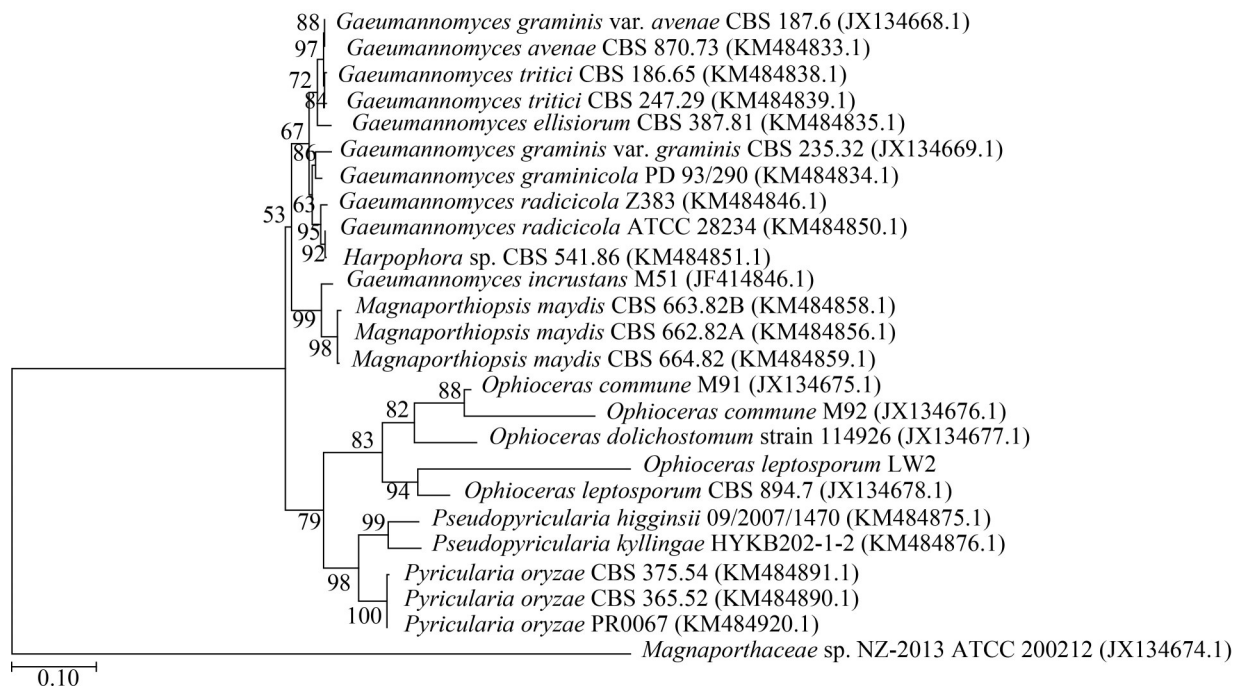 88 Gaeumannomyces graminis var. avenae CBS 187.6 (JX134668.1)
97 Gaeumannomyces avenae CBS 870.73 (KM484833.1)
72 Gaeumannomyces tritici CBS 186.65 (KM484838.1)
84 Gaeumannomyces tritici CBS 247.29 (KM484839.1)
Gaeumannomyces ellisiorum CBS 387.81 (KM484835.1)
67
86 Gaeumannomyces graminis var. graminis CBS 235.32 (JX134669.1)
Gaeumannomyces graminicola PD 93/290 (KM484834.1)
63 Gaeumannomyces radicicola Z383 (KM484846.1)
53
95 Gaeumannomyces radicicola ATCC 28234 (KM484850.1)
92 Harpophora sp. CBS 541.86 (KM484851.1)
Gaeumannomyces incrustans M51 (JF414846.1)
Magnaporthiopsis maydis CBS 663.82B (KM484858.1)
99
Magnaporthiopsis maydis CBS 662.82A (KM484856.1)
98
Magnaporthiopsis maydis CBS 664.82 (KM484859.1)
88 Ophioceras commune M91 (JX134675.1)
82 Ophioceras commune M92 (JX134676.1)
Ophioceras dolichostomum strain 114926 (JX134677.1)
83
Ophioceras leptosporum LW2
94 Ophioceras leptosporum CBS 894.7 (JX134678.1)
79 99 Pseudopyricularia higginsii 09/2007/1470 (KM484875.1)
Pseudopyricularia kyllingae HYKB202-1-2 (KM484876.1)
98 Pyricularia oryzae CBS 375.54 (KM484891.1)
Pyricularia oryzae CBS 365.52 (KM484890.1)
100
Pyricularia oryzae PR0067 (KM484920.1)
Magnaporthaceae sp. NZ-2013 ATCC 200212 (JX134674.1)
0.10